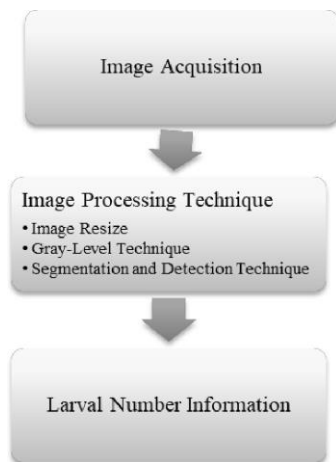 Image Acquisition
Image Processing Technique
• Image Resize
• Gray-Level Technique
• Segmentation and Detection Technique
Larval Number Information